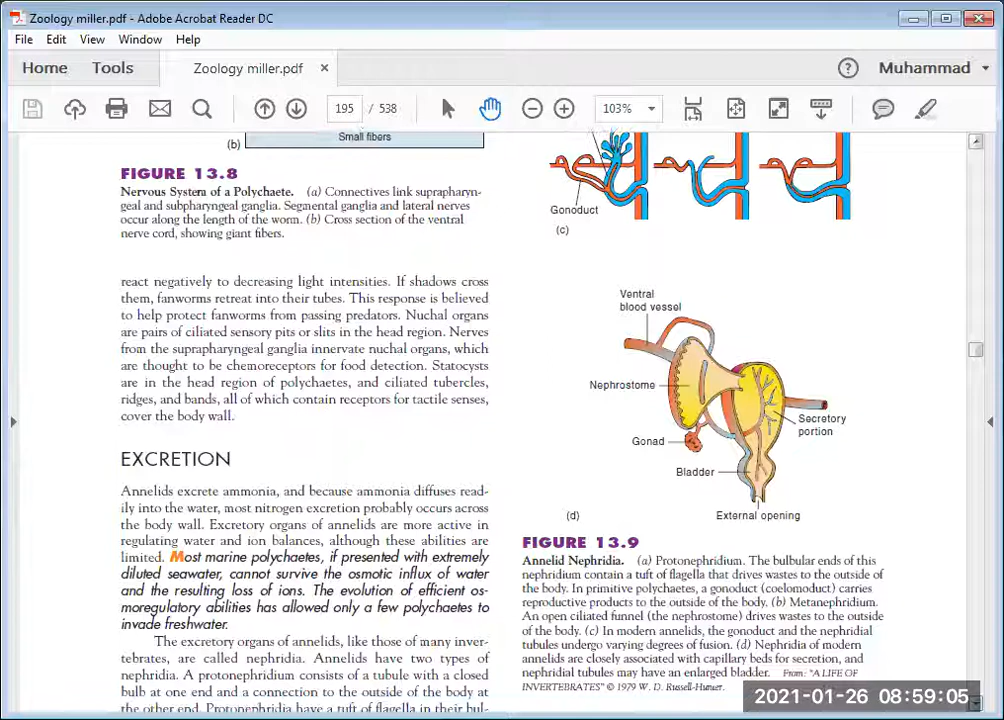 Zoology miller.pdf - Adobe Acrobat Reader DC
File Edit View Window Help
Home Tools Zoology miller.pdf × Muhammad
195 / 538 103%
(b)
Small fibers
FIGURE 13.8
Nervous System of a Polychaete. (a) Connectives link supraparyn-
geal and subpharyngeal ganglia. Segmental ganglia and lateral nerves
occur along the length of the worm. (b) Cross section of the ventral
nerve cord, showing giant fibers.
react negatively to decreasing light intensities. If shadows cross
them, fanworms retreat into their tubes. This response is believed
to help protect fanworms from passing predators. Nuchal organs
are pairs of ciliated sensory pits or slits in the head region. Nerves
from the suprapharyngeal ganglia innervate nuchal organs, which
are thought to be chemoreceptors for food detection. Statocysts
are in the head region of polychaetes, and ciliated tubercles,
ridges, and bands, all of which contain receptors for tactile senses,
cover the body wall.
EXCRETION
Annelids excrete ammonia, and because ammonia diffuses read-
ily into the water, most nitrogen excretion probably occurs across
the body wall. Excretory organs of annelids are more active in
regulating water and ion balances, although these abilities are
limited. Most marine polychaetes, if presented with extremely
diluted seawater, cannot survive the osmotic influx of water
and the resulting loss of ions. The evolution of efficient os-
moregulatory abilities has allowed only a few polychaetes to
invade freshwater.
The excretory organs of annelids, like those of many inver-
tebrates, are called nephridia. Annelids have two types of
nephridia. A protonephridium consists of a tubule with a closed
bulb at one end and a connection to the outside of the body at
the other end. Protonephridia have a tuft of flagella in their bul-
Gonoduct
(c)
Ventral
blood vessel
Nephrostome
Secretory
portion
Gonad
Bladder
External opening
(d)
FIGURE 13.9
Annelid Nephridia. (a) Protonephridium. The bulbular ends of this
nephridium contain a tuft of flagella that drives wastes to the outside of
the body. In primitive polychaetes, a gonoduct (coelomoduct) carries
reproductive products to the outside of the body. (b) Metanephridium.
An open ciliated funnel (the nephrostome) drives wastes to the outside
of the body. (c) In modern annelids, the gonoduct and the nephridial
tubules undergo varying degrees of fusion. (d) Nephridia of modern
annelids are closely associated with capillary beds for secretion, and
nephridial tubules may have an enlarged bladder. From: "A LIFE OF
INVERTEBRATES" © 1979 W. D. Russell-Hunter.
2021-01-26 08:59:05